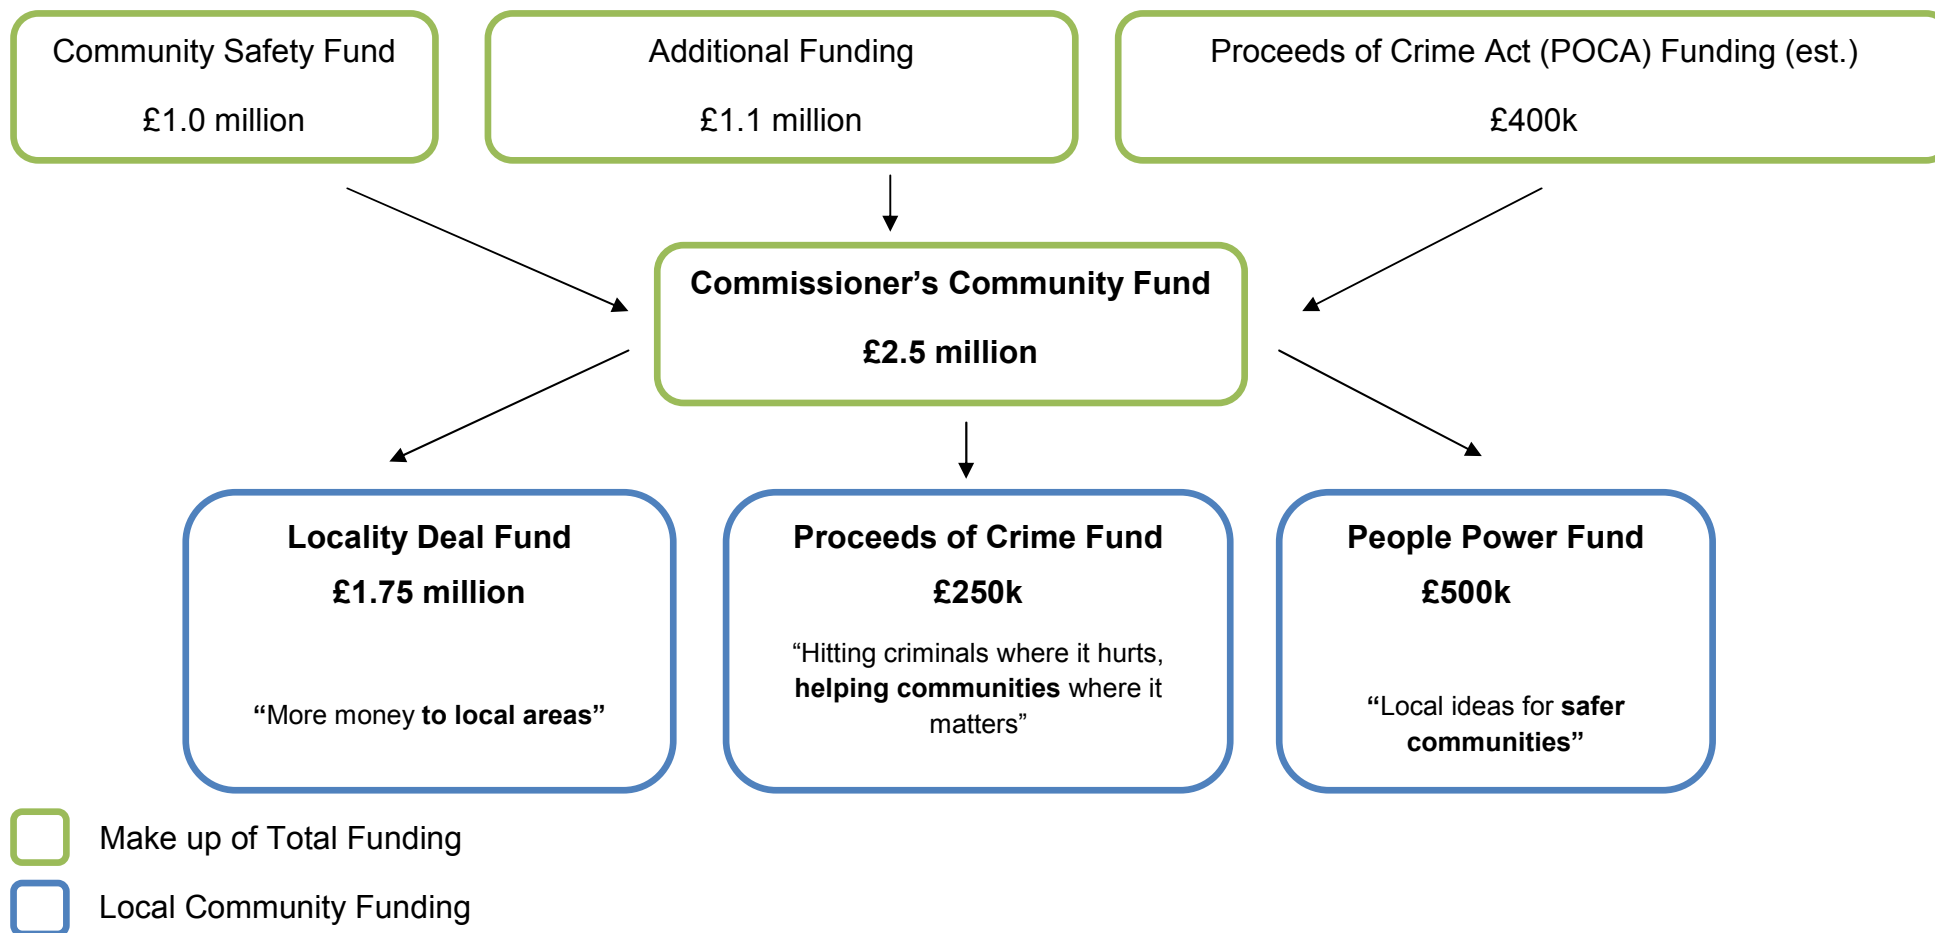 Community Safety Fund
£1.0 million
Additional Funding
£1.1 million
Proceeds of Crime Act (POCA) Funding (est.)
£400k
Commissioner’s Community Fund
£2.5 million
Locality Deal Fund
£1.75 million
“More money to local areas”
Proceeds of Crime Fund
£250k
“Hitting criminals where it hurts,
helping communities where it
matters”
People Power Fund
£500k
“Local ideas for safer
communities”
Make up of Total Funding
Local Community Funding